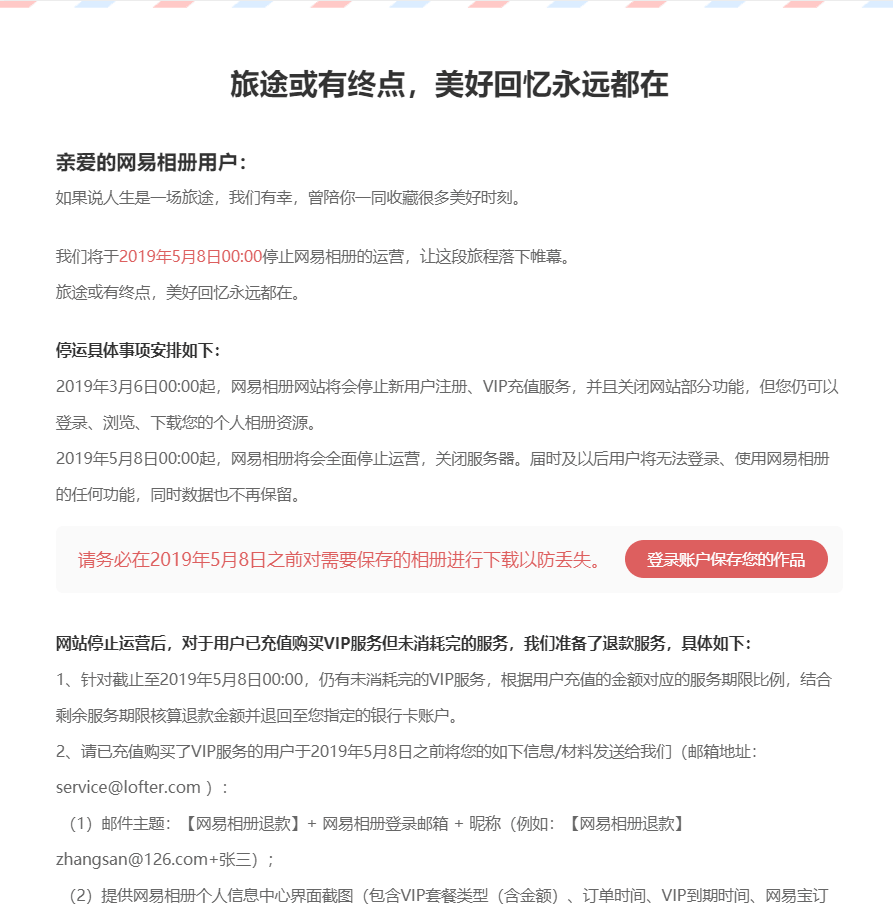 旅途或有终点，美好回忆永远都在
亲爱的网易相册用户：
如果说人生是一场旅途，我们有幸，曾陪你一同收藏很多美好时刻。
我们将于2019年5月8日00:00停止网易相册的运营，让这段旅程落下帷幕。
旅途或有终点，美好回忆永远都在。
停运具体事项安排如下：
2019年3月6日00:00起，网易相册网站将会停止新用户注册、VIP充值服务，并且关闭网站部分功能，但您仍可以
登录、浏览、下载您的个人相册资源。
2019年5月8日00:00起，网易相册将会全面停止运营，关闭服务器。届时及以后用户将无法登录、使用网易相册
的任何功能，同时数据也不再保留。
请务必在2019年5月8日之前对需要保存的相册进行下载以防丢失。 登录账户保存您的作品
网站停止运营后，对于用户已充值购买VIP服务但未消耗完的服务，我们准备了退款服务，具体如下：
1、针对截止至2019年5月8日00:00，仍有未消耗完的VIP服务，根据用户充值的金额对应的服务期限比例，结合
剩余服务期限核算退款金额并退回至您指定的银行卡账户。
2、请已充值购买了VIP服务的用户于2019年5月8日之前将您的如下信息/材料发送给我们（邮箱地址：
service@lofter.com ）：
（1）邮件主题：【网易相册退款】+ 网易相册登录邮箱 + 昵称（例如：【网易相册退款】
zhangsan@126.com+张三）；
（2）提供网易相册个人信息中心界面截图（包含VIP套餐类型（含金额）、订单时间、VIP到期时间、网易宝订